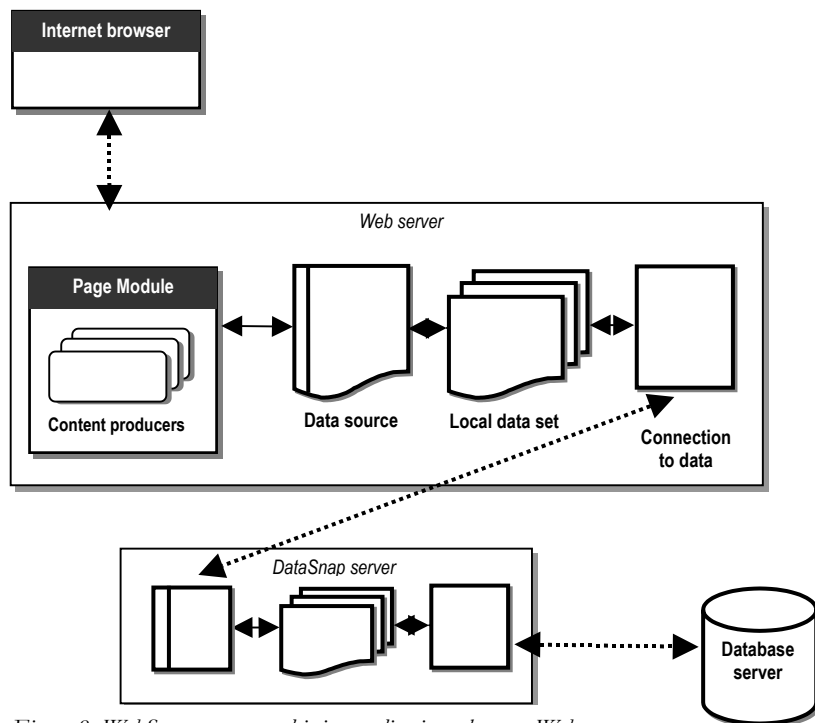 Internet browser
Web server
Page Module
Content producers
Data source
Local data set
Connection
to data
DataSnap server
Database
server